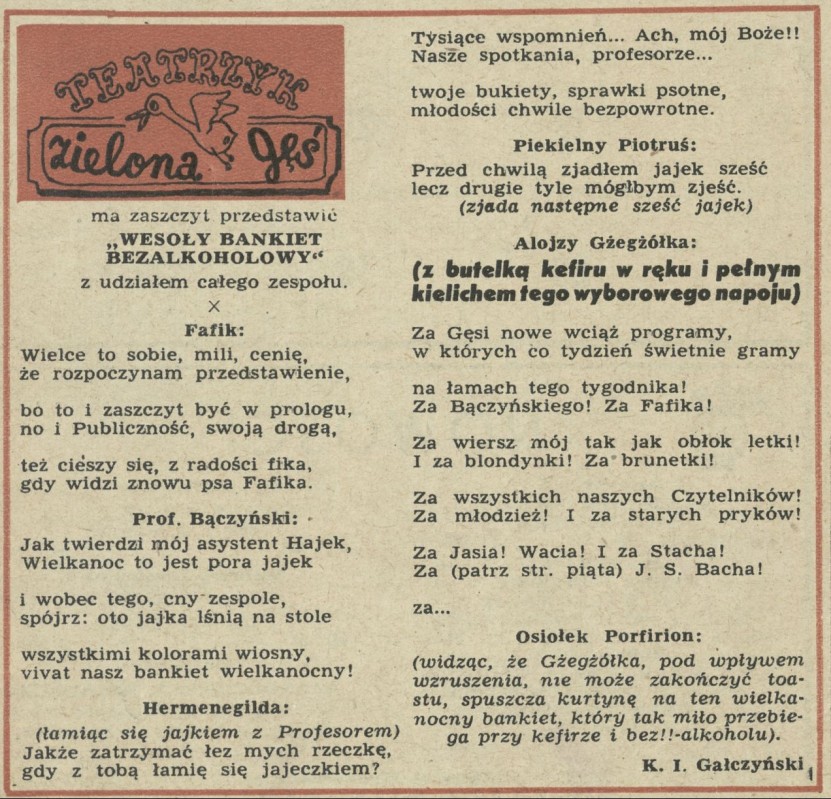 TEATRZYK
zielona gęś
ma zaszczyt przedstawić
„WESOŁY BANKIET
BEZALKOHOLOWY“
z udziałem całego zespołu.
X
Fafik:
Wielce to sobie, mili, cenię,
że rozpoczynam przedstawienie,
bo to i zaszczyt być w prologu,
no i Publiczność, swoją drogą,
też cieszy się, z radości fika,
gdy widzi znowu psa Fafika.
Prof. Bączyński:
Jak twierdzi mój asystent Hajek,
Wielkanoc to jest pora jajek
i wobec tego, cny zespole,
spójrz: oto jajka lśnią na stole
wszystkimi kolorami wiosny,
vivat nasz bankiet wielkanocny!
Hermenegilda:
(łamiąc się jajkiem z Profesorem)
Jakże zatrzymać łez mych rzeczkę,
gdy z tobą łamię się jajeczkiem?
Tysiące wspomnień... Ach, mój Boże!!
Nasze spotkania, profesorze...
twoje bukiety, sprawki psotne,
młodości chwile bezpowrotne.
Piekielny Piotruś:
Przed chwilą zjadłem jajek sześć
lecz drugie tyle mógłbym zjeść.
(zjada następne sześć jajek)
Alojzy Gżegżółka:
(z butelką kefiru w ręku i pełnym
kielichem tego wyborowego napoju)
Za Gęsi nowe wciąż programy,
w których co tydzień świetnie gramy
na łamach tego tygodnika!
Za Bączyńskiego! Za Fafika!
Za wiersz mój tak jak obłok letki!
I za blondynki! Za brunetki!
Za wszystkich naszych Czytelników!
Za młodzież! I za starych pryków!
Za Jasia! Wacia! I za Stacha!
Za (patrz str. piąta) J. S. Bacha!
za...
Osiołek Porfirion:
(widząc, że Gżegżółka, pod wpływem
wzruszenia, nie może zakończyć toa-
stu, spuszcza kurtynę na ten wielka-
nocny bankiet, który tak miło przebie-
ga przy kefirze i bez!!-alkoholu).
K. I. Gałczyński